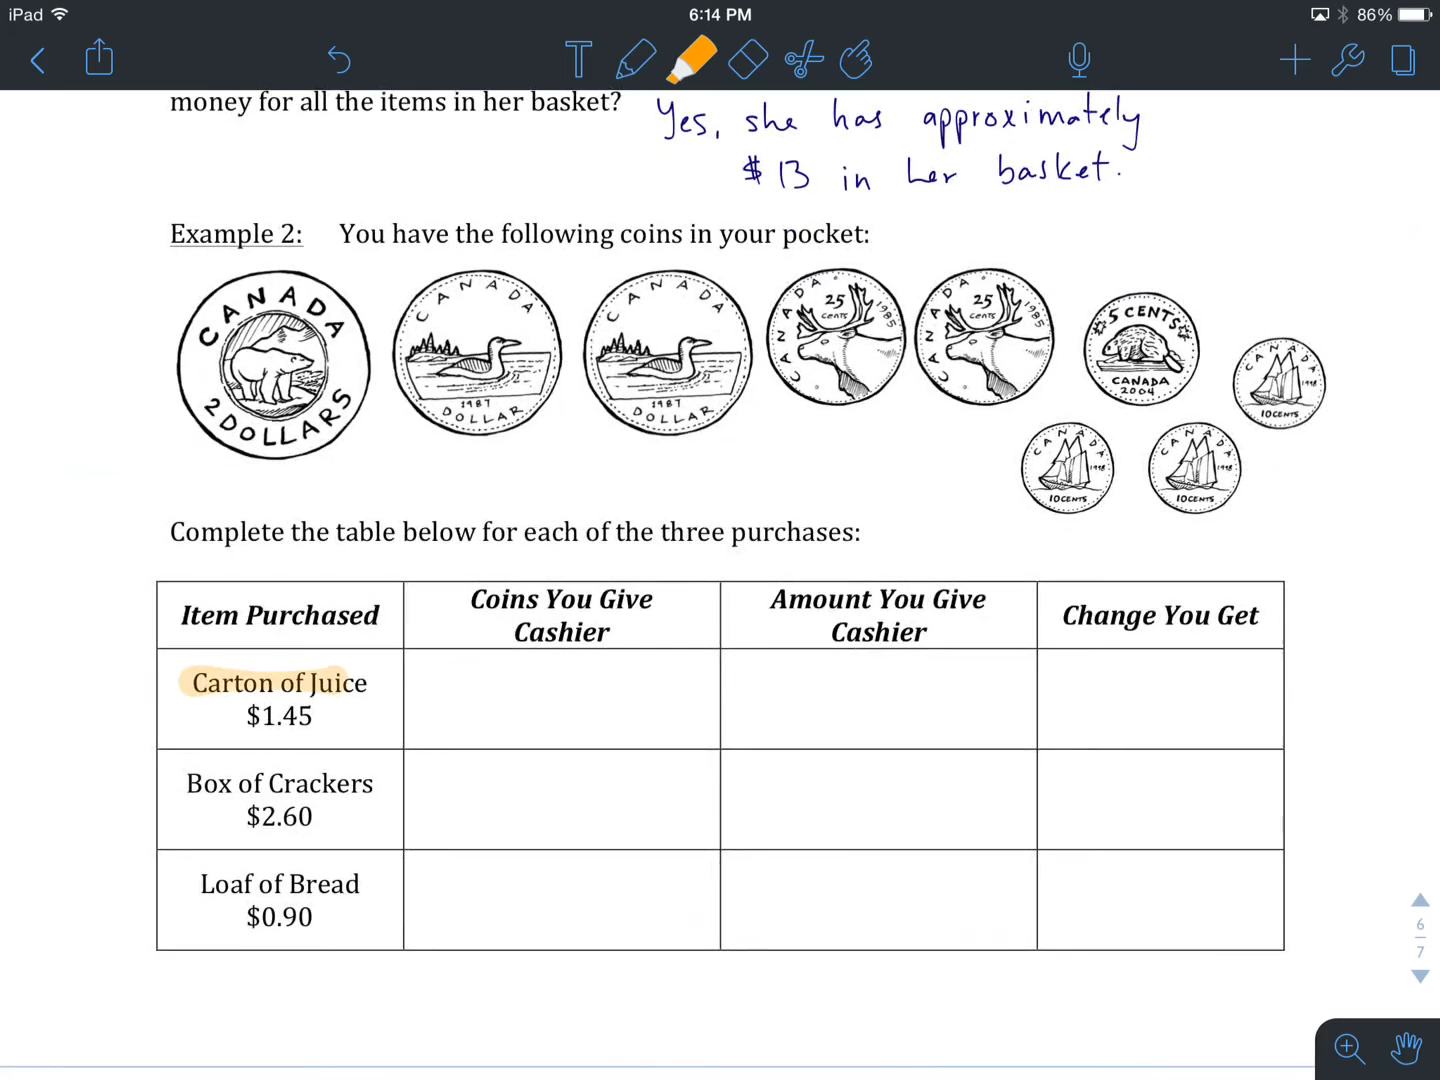 iPad 6:14 PM 86%
T
money for all the items in her basket? Yes, she has approximately
$13 in her basket.
Example 2: You have the following coins in your pocket:
CANADA 2 DOLLARS
CANADA 1987 DOLLAR
CANADA 1987 DOLLAR
CANADA 25 cents 1985
CANADA 25 cents 1985
5 CENTS CANADA 2004
CANADA 1998 10 CENTS
CANADA 1998 10 CENTS
CANADA 1998 10 CENTS
Complete the table below for each of the three purchases:
Item Purchased
Coins You Give
Cashier
Amount You Give
Cashier
Change You Get
Carton of Juice
$1.45
Box of Crackers
$2.60
Loaf of Bread
$0.90
6
7